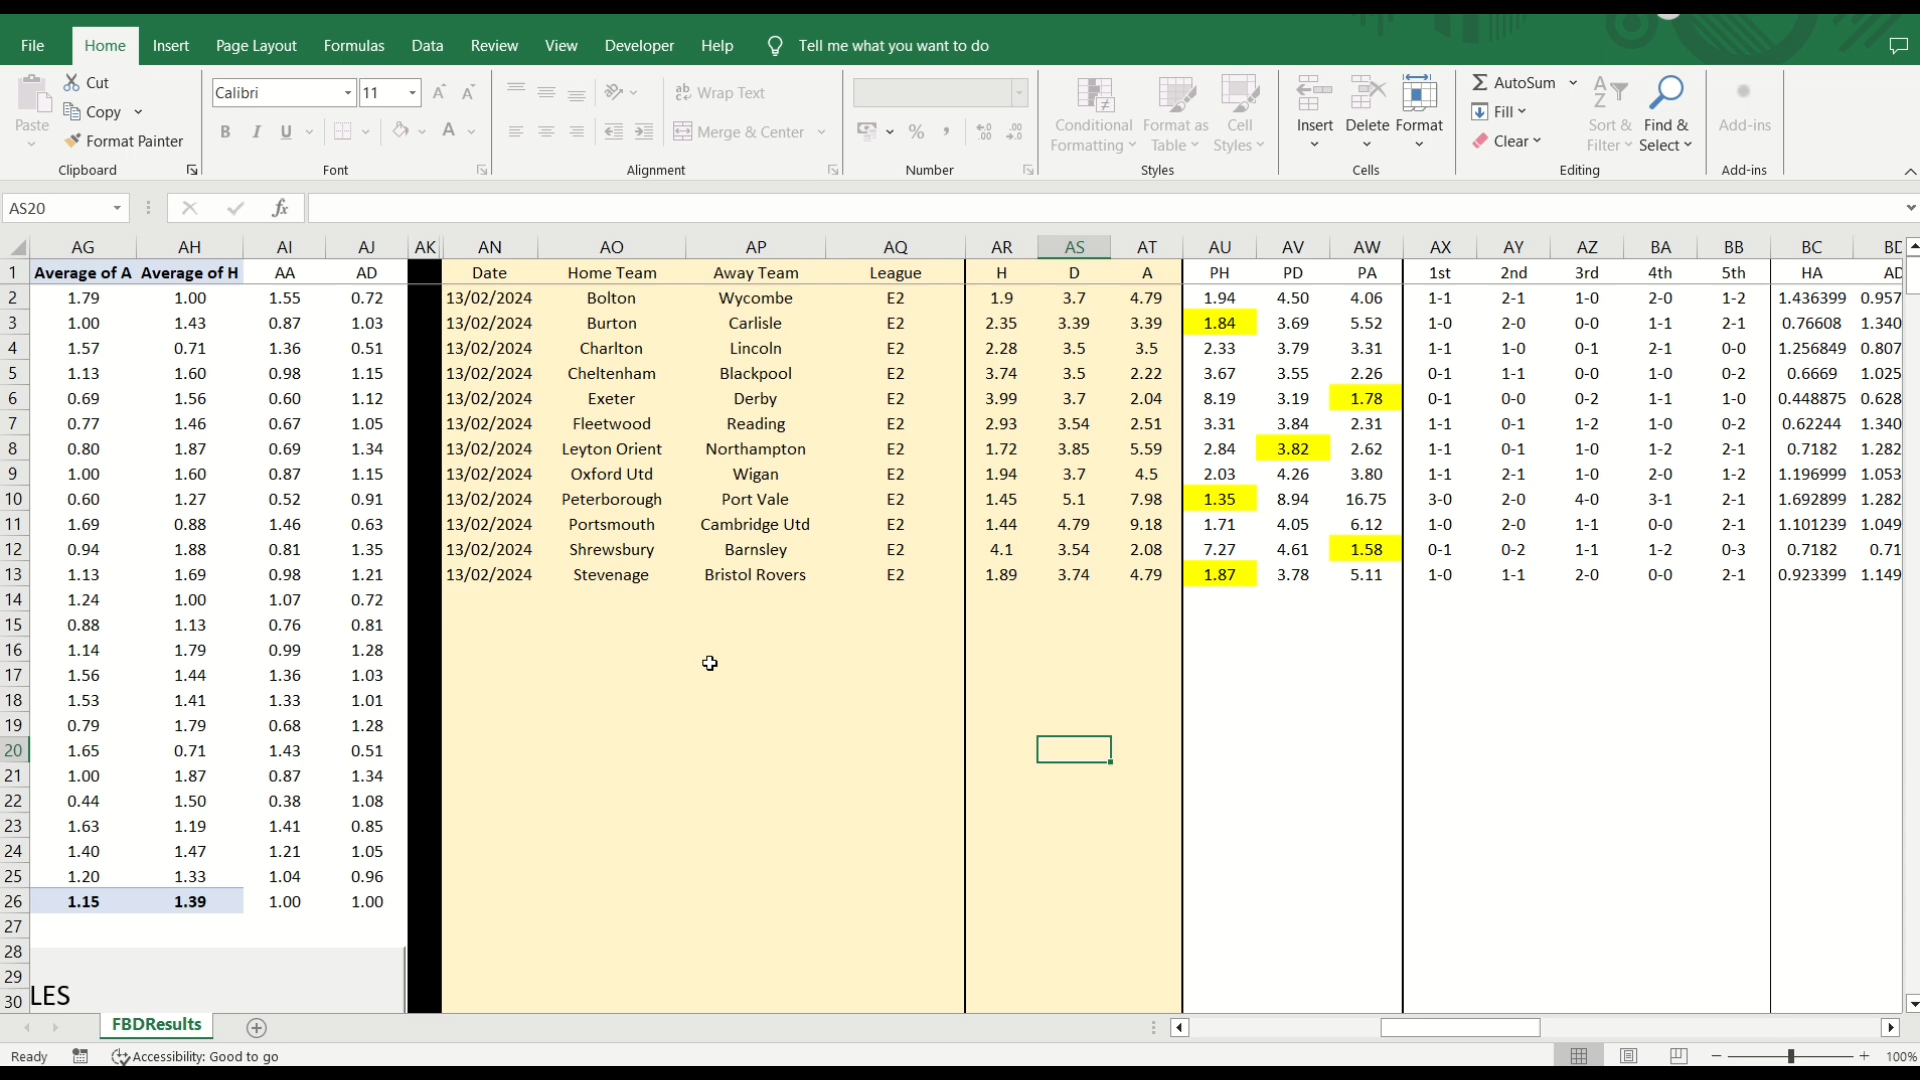 File Home Insert Page Layout Formulas Data Review View Developer Help Tell me what you want to do
Paste Cut Copy Format Painter Clipboard
Calibri 11 B I U A Font
ab Wrap Text Merge & Center Alignment
% Number
Conditional Formatting Format as Table Cell Styles Styles
Insert Delete Format Cells
AutoSum Fill Clear Sort & Filter Find & Select Editing
Add-ins Add-ins
AS20 fx
AG AH AI AJ AK AN AO AP AQ AR AS AT AU AV AW AX AY AZ BA BB BC BD
1 Average of A Average of H AA AD Date Home Team Away Team League H D A PH PD PA 1st 2nd 3rd 4th 5th HA AD
2 1.79 1.00 1.55 0.72 13/02/2024 Bolton Wycombe E2 1.9 3.7 4.79 1.94 4.50 4.06 1-1 2-1 1-0 2-0 1-2 1.436399 0.957
3 1.00 1.43 0.87 1.03 13/02/2024 Burton Carlisle E2 2.35 3.39 3.39 1.84 3.69 5.52 1-0 2-0 0-0 1-1 2-1 0.76608 1.340
4 1.57 0.71 1.36 0.51 13/02/2024 Charlton Lincoln E2 2.28 3.5 3.5 2.33 3.79 3.31 1-1 1-0 0-1 2-1 0-0 1.256849 0.807
5 1.13 1.60 0.98 1.15 13/02/2024 Cheltenham Blackpool E2 3.74 3.5 2.22 3.67 3.55 2.26 0-1 1-1 0-0 1-0 0-2 0.6669 1.025
6 0.69 1.56 0.60 1.12 13/02/2024 Exeter Derby E2 3.99 3.7 2.04 8.19 3.19 1.78 0-1 0-0 0-2 1-1 1-0 0.448875 0.628
7 0.77 1.46 0.67 1.05 13/02/2024 Fleetwood Reading E2 2.93 3.54 2.51 3.31 3.84 2.31 1-1 0-1 1-2 1-0 0-2 0.62244 1.340
8 0.80 1.87 0.69 1.34 13/02/2024 Leyton Orient Northampton E2 1.72 3.85 5.59 2.84 3.82 2.62 1-1 0-1 1-0 1-2 2-1 0.7182 1.282
9 1.00 1.60 0.87 1.15 13/02/2024 Oxford Utd Wigan E2 1.94 3.7 4.5 2.03 4.26 3.80 1-1 2-1 1-0 2-0 1-2 1.196999 1.053
10 0.60 1.27 0.52 0.91 13/02/2024 Peterborough Port Vale E2 1.45 5.1 7.98 1.35 8.94 16.75 3-0 2-0 4-0 3-1 2-1 1.692899 1.282
11 1.69 0.88 1.46 0.63 13/02/2024 Portsmouth Cambridge Utd E2 1.44 4.79 9.18 1.71 4.05 6.12 1-0 2-0 1-1 0-0 2-1 1.101239 1.049
12 0.94 1.88 0.81 1.35 13/02/2024 Shrewsbury Barnsley E2 4.1 3.54 2.08 7.27 4.61 1.58 0-1 0-2 1-1 1-2 0-3 0.7182 0.71
13 1.13 1.69 0.98 1.21 13/02/2024 Stevenage Bristol Rovers E2 1.89 3.74 4.79 1.87 3.78 5.11 1-0 1-1 2-0 0-0 2-1 0.923399 1.149
14 1.24 1.00 1.07 0.72
15 0.88 1.13 0.76 0.81
16 1.14 1.79 0.99 1.28
17 1.56 1.44 1.36 1.03
18 1.53 1.41 1.33 1.01
19 0.79 1.79 0.68 1.28
20 1.65 0.71 1.43 0.51
21 1.00 1.87 0.87 1.34
22 0.44 1.50 0.38 1.08
23 1.63 1.19 1.41 0.85
24 1.40 1.47 1.21 1.05
25 1.20 1.33 1.04 0.96
26 1.15 1.39 1.00 1.00
27
28
29
30 LES
FBDResults
Ready Accessibility: Good to go 100%